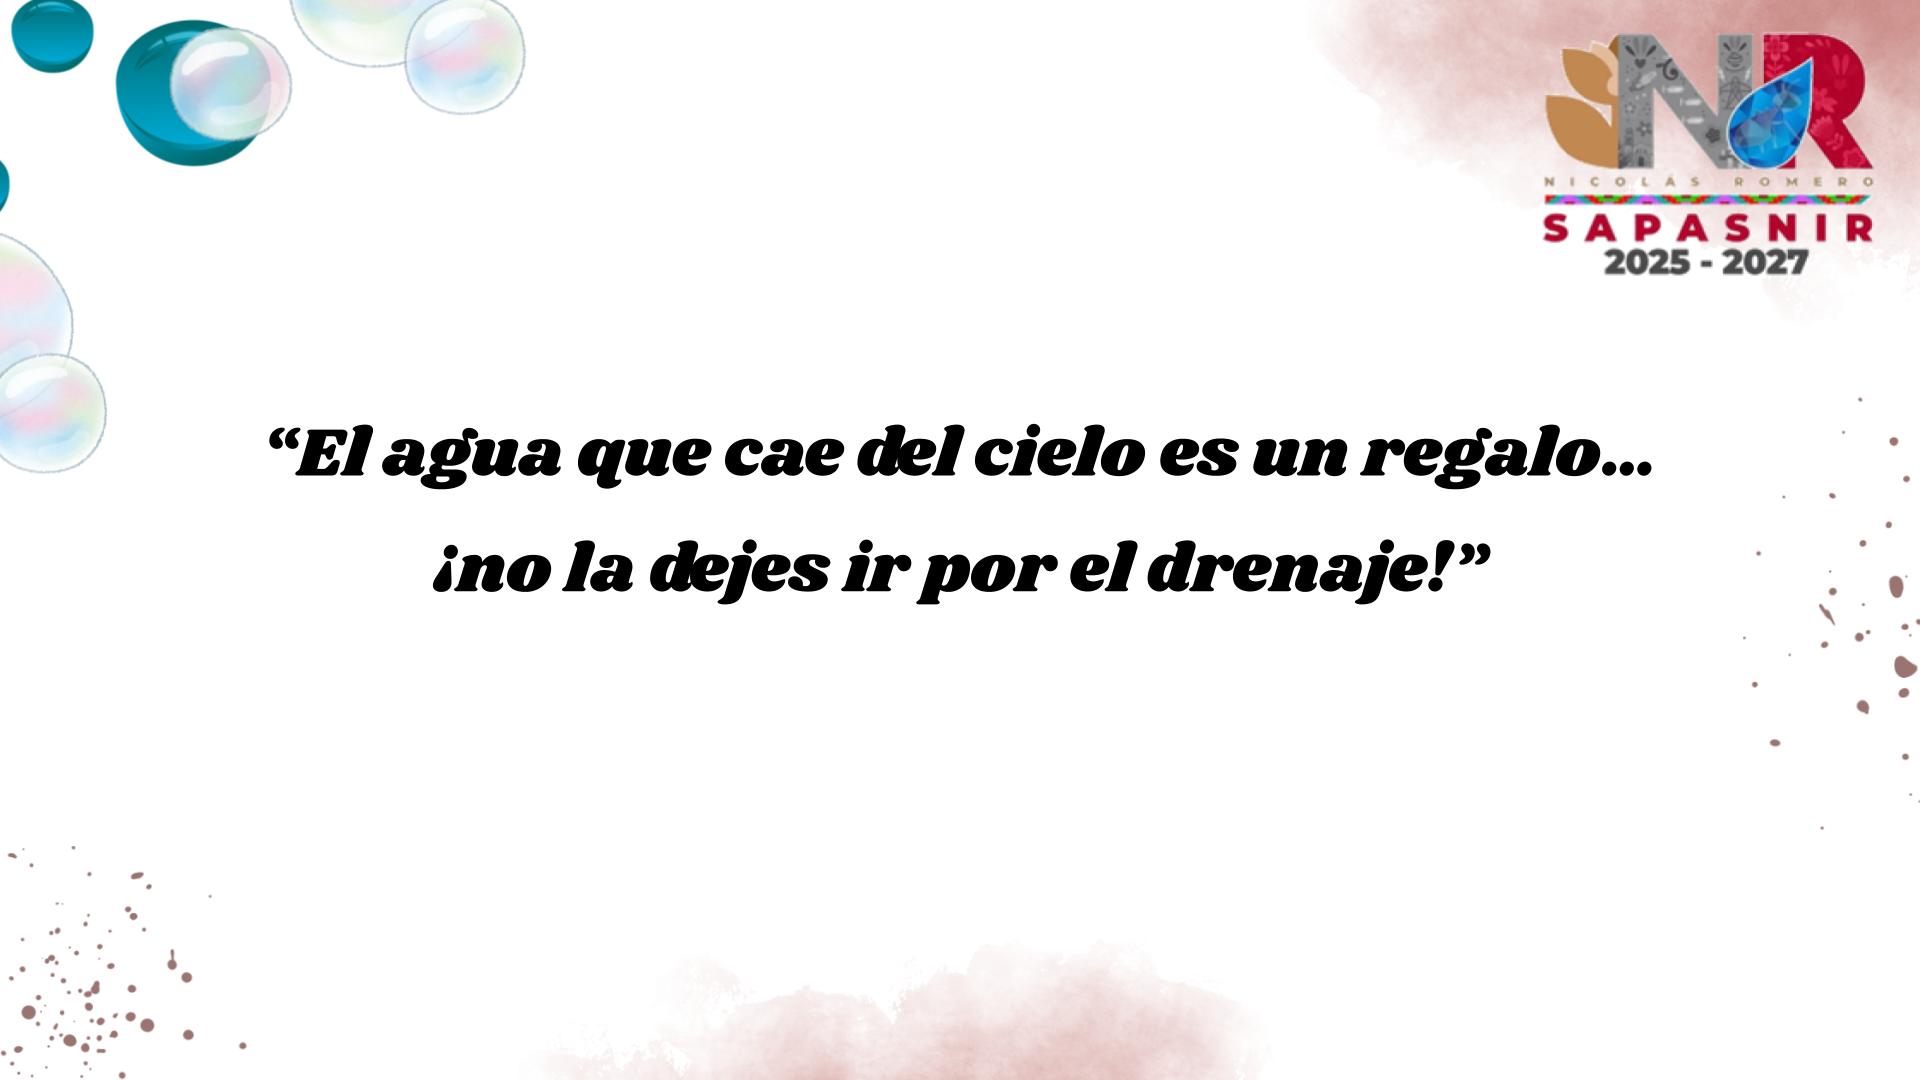 NR
NICOLÁS ROMERO
SAPASNIR
2025 - 2027
“El agua que cae del cielo es un regalo...
¡no la dejes ir por el drenaje!”